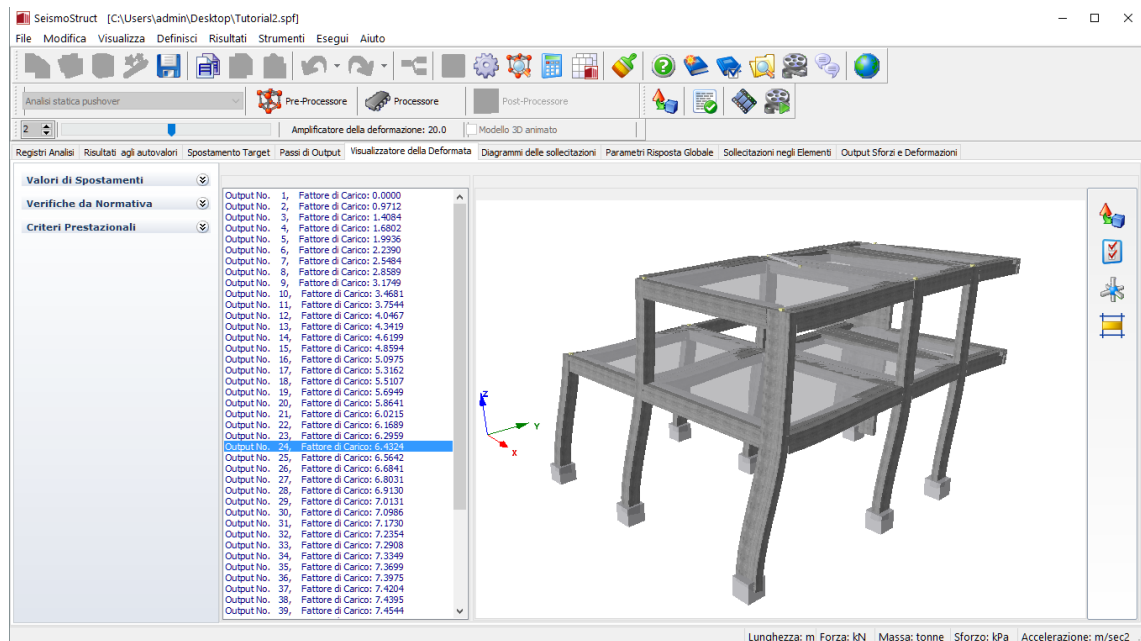 SeismoStruct [C:\Users\admin\Desktop\Tutorial2.spf]
File Modifica Visualizza Definisci Risultati Strumenti Esegui Aiuto
Analisi statica pushover Pre-Processore Processore Post-Processore
2 Amplificatore della deformazione: 20.0 Modello 3D animato
Registri Analisi Risultati agli autovalori Spostamento Target Passi di Output Visualizzatore della Deformata Diagrammi delle sollecitazioni Parametri Risposta Globale Sollecitazioni negli Elementi Output Sforzi e Deformazioni
Valori di Spostamenti
Verifiche da Normativa
Criteri Prestazionali
Output No. 1, Fattore di Carico: 0.0000
Output No. 2, Fattore di Carico: 0.9712
Output No. 3, Fattore di Carico: 1.4084
Output No. 4, Fattore di Carico: 1.6802
Output No. 5, Fattore di Carico: 1.9936
Output No. 6, Fattore di Carico: 2.2390
Output No. 7, Fattore di Carico: 2.5484
Output No. 8, Fattore di Carico: 2.8589
Output No. 9, Fattore di Carico: 3.1749
Output No. 10, Fattore di Carico: 3.4681
Output No. 11, Fattore di Carico: 3.7544
Output No. 12, Fattore di Carico: 4.0467
Output No. 13, Fattore di Carico: 4.3419
Output No. 14, Fattore di Carico: 4.6199
Output No. 15, Fattore di Carico: 4.8594
Output No. 16, Fattore di Carico: 5.0975
Output No. 17, Fattore di Carico: 5.3162
Output No. 18, Fattore di Carico: 5.5107
Output No. 19, Fattore di Carico: 5.6949
Output No. 20, Fattore di Carico: 5.8641
Output No. 21, Fattore di Carico: 6.0215
Output No. 22, Fattore di Carico: 6.1689
Output No. 23, Fattore di Carico: 6.2959
Output No. 24, Fattore di Carico: 6.4324
Output No. 25, Fattore di Carico: 6.5642
Output No. 26, Fattore di Carico: 6.6841
Output No. 27, Fattore di Carico: 6.8031
Output No. 28, Fattore di Carico: 6.9130
Output No. 29, Fattore di Carico: 7.0131
Output No. 30, Fattore di Carico: 7.0986
Output No. 31, Fattore di Carico: 7.1730
Output No. 32, Fattore di Carico: 7.2354
Output No. 33, Fattore di Carico: 7.2908
Output No. 34, Fattore di Carico: 7.3349
Output No. 35, Fattore di Carico: 7.3699
Output No. 36, Fattore di Carico: 7.3975
Output No. 37, Fattore di Carico: 7.4204
Output No. 38, Fattore di Carico: 7.4395
Output No. 39, Fattore di Carico: 7.4544
Z
Y
X
Lunghezza: m Forza: kN Massa: tonne Sforzo: kPa Accelerazione: m/sec2